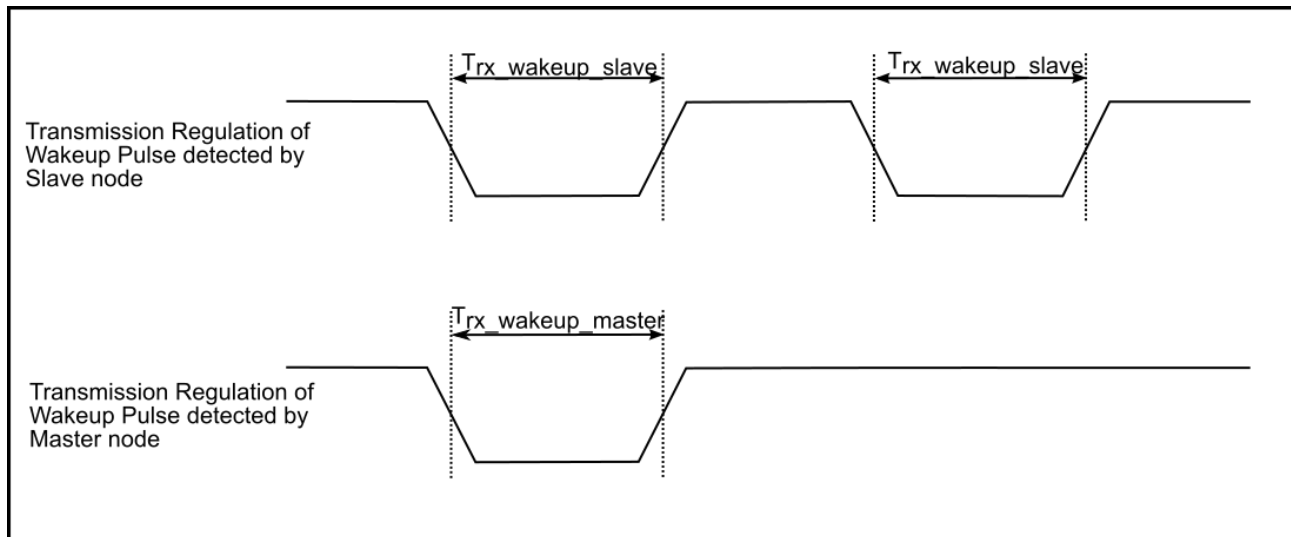 Trx_wakeup_slave
Trx_wakeup_slave
Transmission Regulation of
Wakeup Pulse detected by
Slave node
Trx_wakeup_master
Transmission Regulation of
Wakeup Pulse detected by
Master node